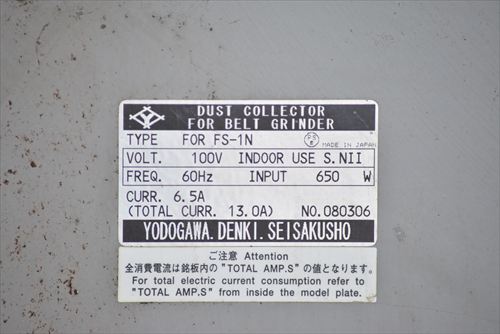 DUST COLLECTOR
FOR BELT GRINDER
TYPE FOR FS-1N PS E MADE IN JAPAN
VOLT. 100V INDOOR USE S.NII
FREQ. 60Hz INPUT 650 W
CURR. 6.5A
(TOTAL CURR. 13.0A) NO.080306
YODOGAWA.DENKI.SEISAKUSHO
ご注意 Attention
全消費電流は銘板内の "TOTAL AMP.S" の値となります。
For total electric current consumption refer to
"TOTAL AMP.S" from inside the model plate.